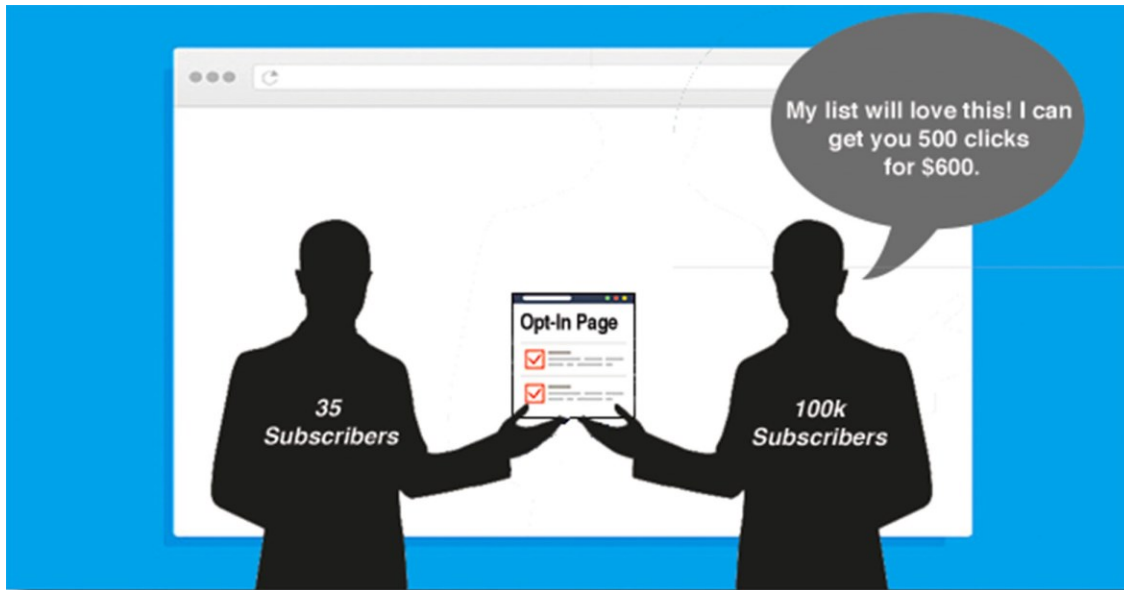 My list will love this! I can
get you 500 clicks
for $600.
Opt-In Page
35
Subscribers
100k
Subscribers